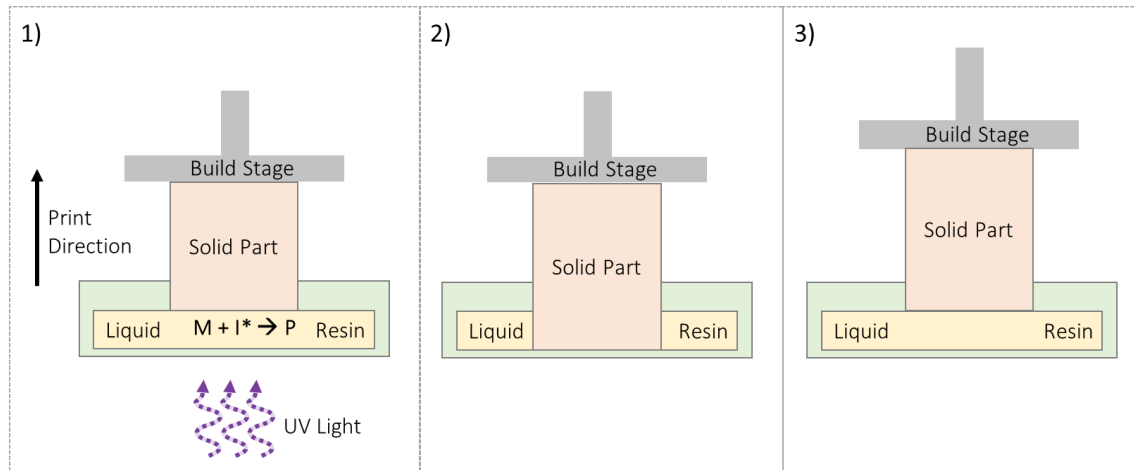 1)
Build Stage
Print
Direction
Solid Part
Liquid M + I* → P Resin
UV Light
2)
Build Stage
Solid Part
Liquid Resin
3)
Build Stage
Solid Part
Liquid Resin